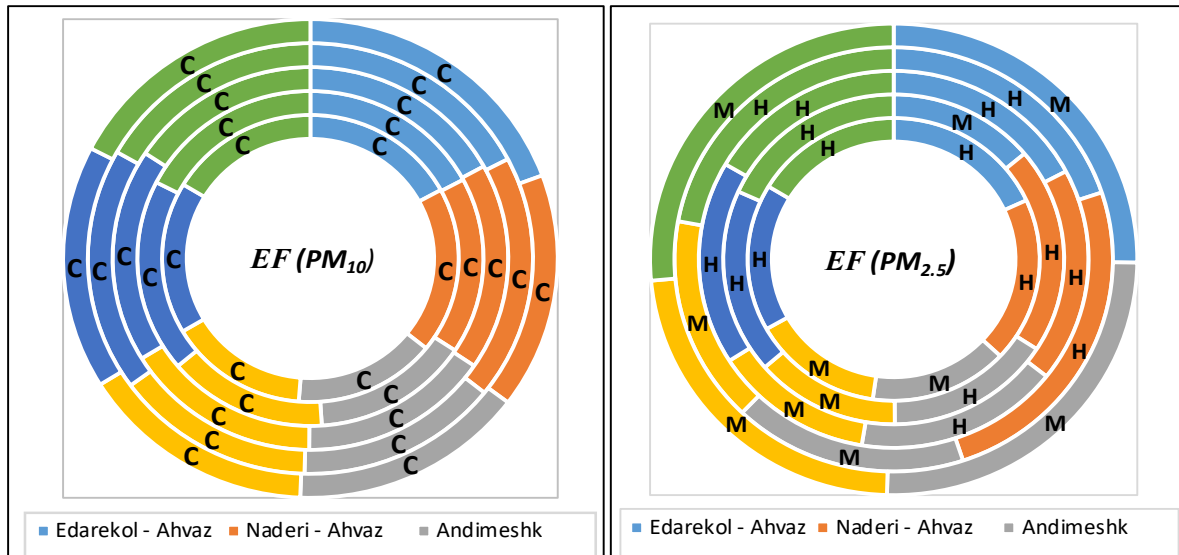 C C C C C
C C C C C
C C C C C
EF (PM10)
C C C C C
C C C C C
C C C C C
Edarekol - Ahvaz
Naderi - Ahvaz
Andimeshk
M H H H H
M H H M H
H H H
EF (PM2.5)
H H H H
M M M M M
M H H M M
Edarekol - Ahvaz
Naderi - Ahvaz
Andimeshk